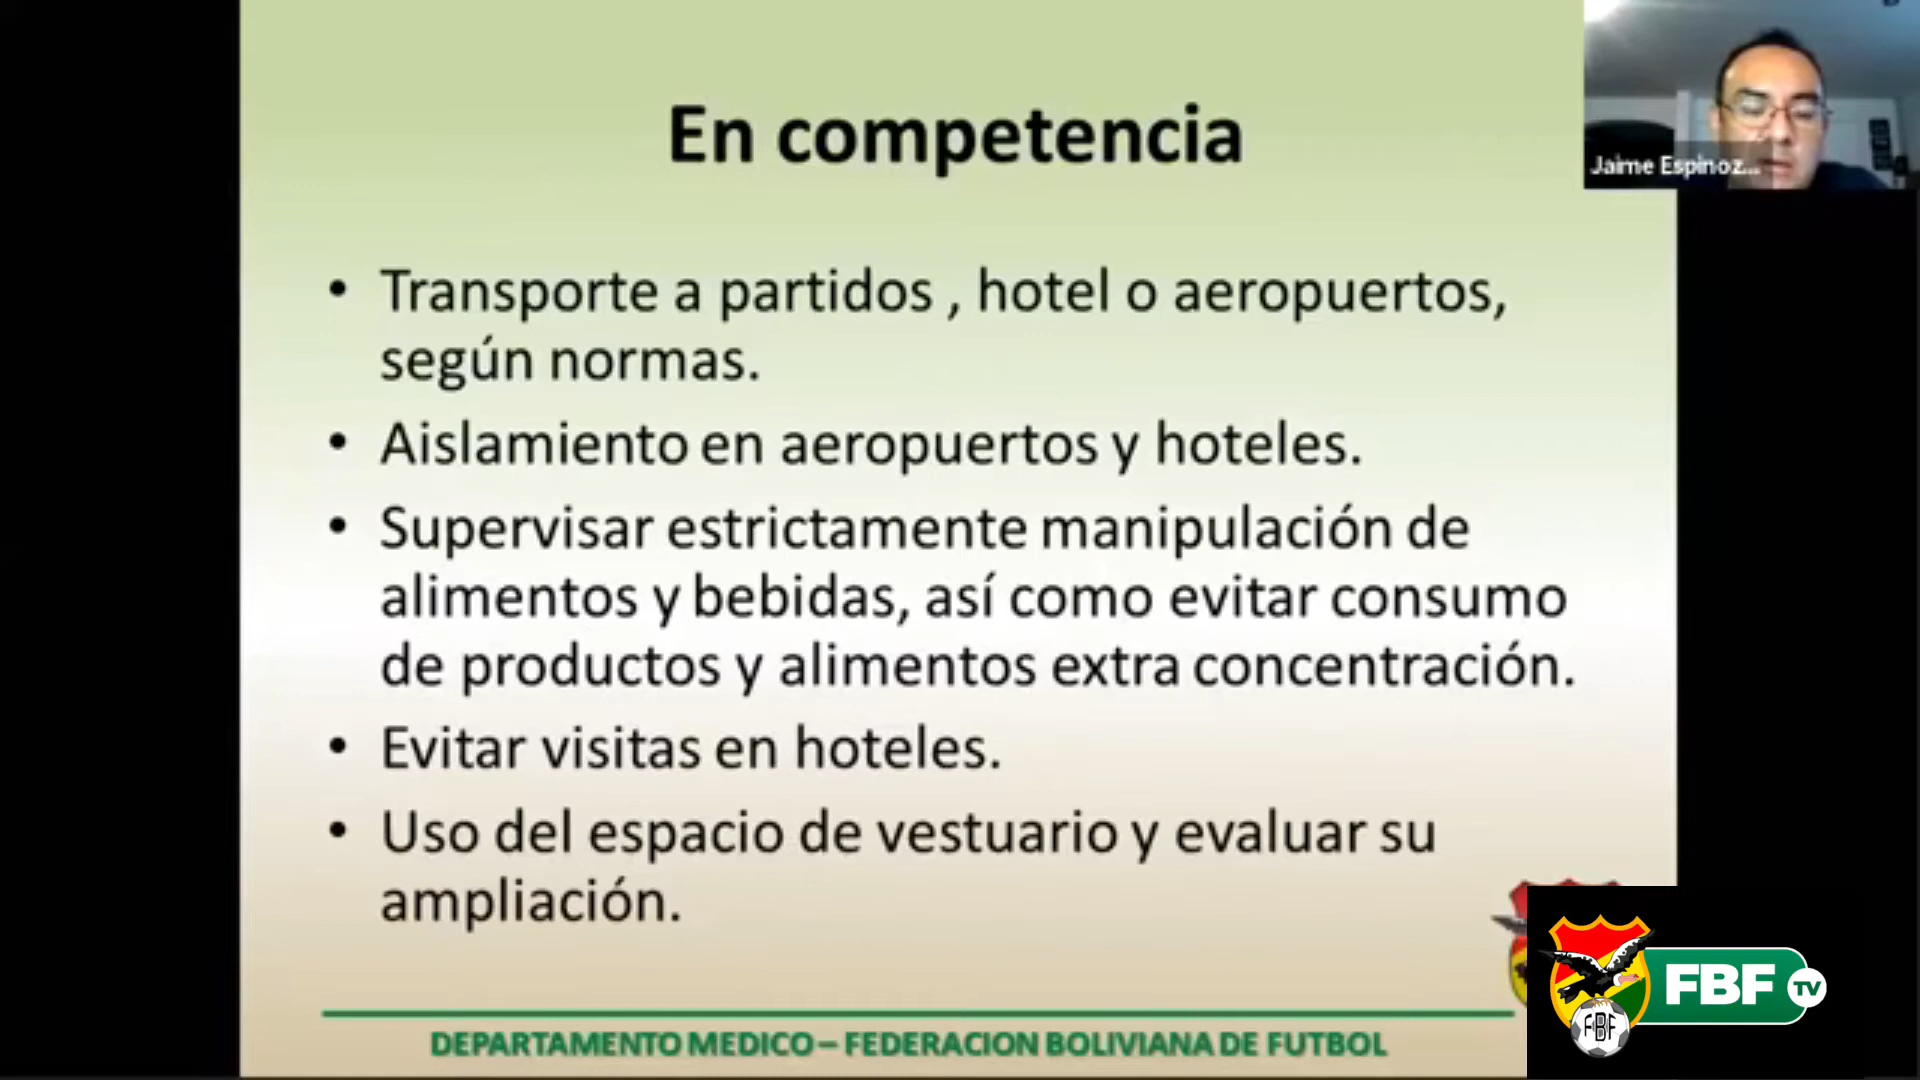 En competencia
Jaime Espinoz...
• Transporte a partidos , hotel o aeropuertos,
según normas.
• Aislamiento en aeropuertos y hoteles.
• Supervisar estrictamente manipulación de
alimentos y bebidas, así como evitar consumo
de productos y alimentos extra concentración.
• Evitar visitas en hoteles.
• Uso del espacio de vestuario y evaluar su
ampliación.
DEPARTAMENTO MEDICO – FEDERACION BOLIVIANA DE FUTBOL
FBF TV
FBF